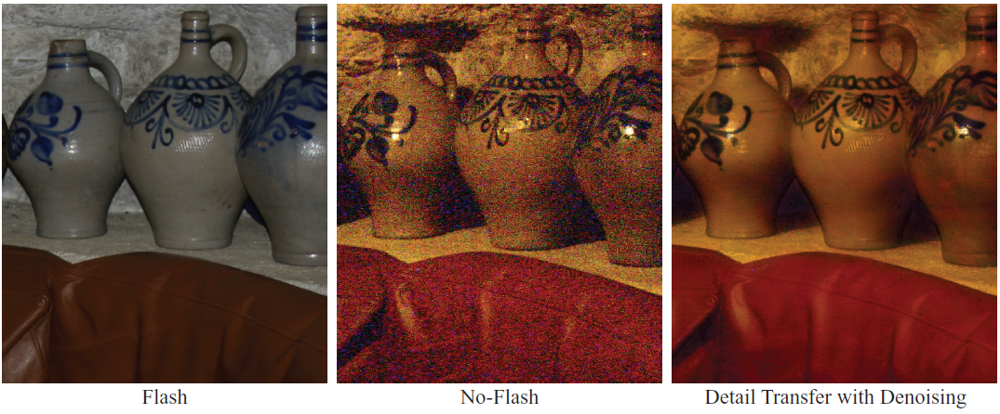 Flash
No-Flash
Detail Transfer with Denoising